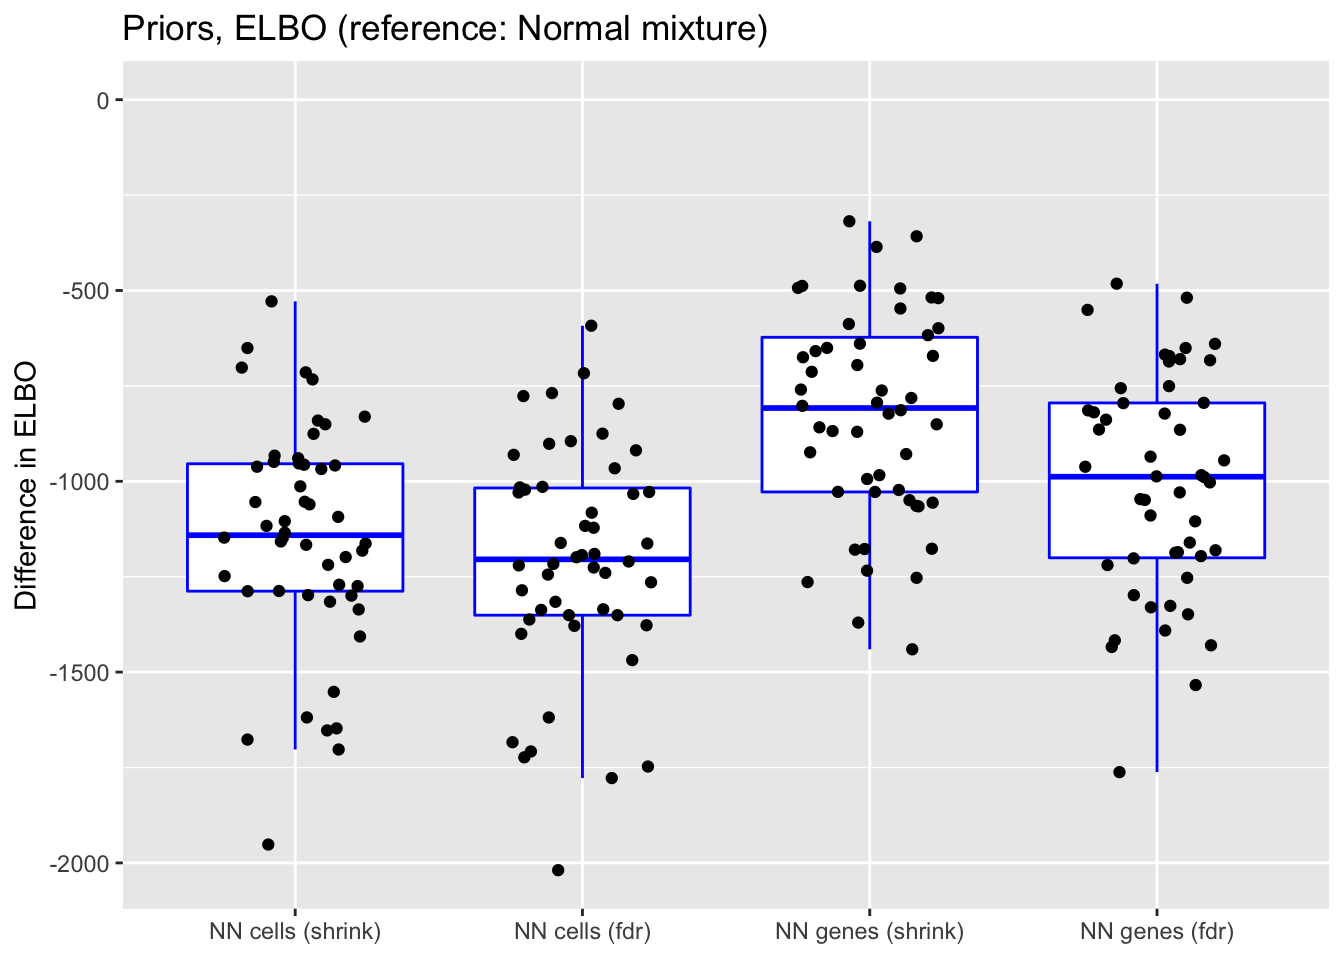 Priors, ELBO (reference: Normal mixture)
Difference in ELBO
0
-500
-1000
-1500
-2000
NN cells (shrink)
NN cells (fdr)
NN genes (shrink)
NN genes (fdr)